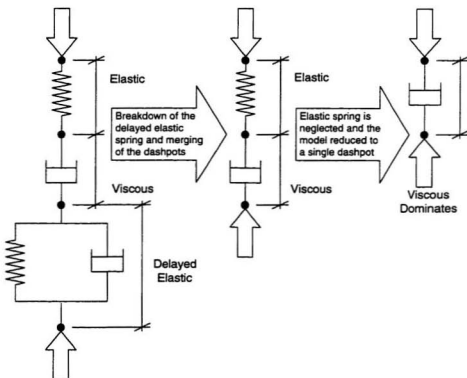 Elastic
Viscous
Delayed
Elastic
Breakdown of the
delayed elastic
spring and merging
of the dashpots
Elastic
Viscous
Elastic spring is
neglected and the
model reduced to
a single dashpot
Viscous
Dominates